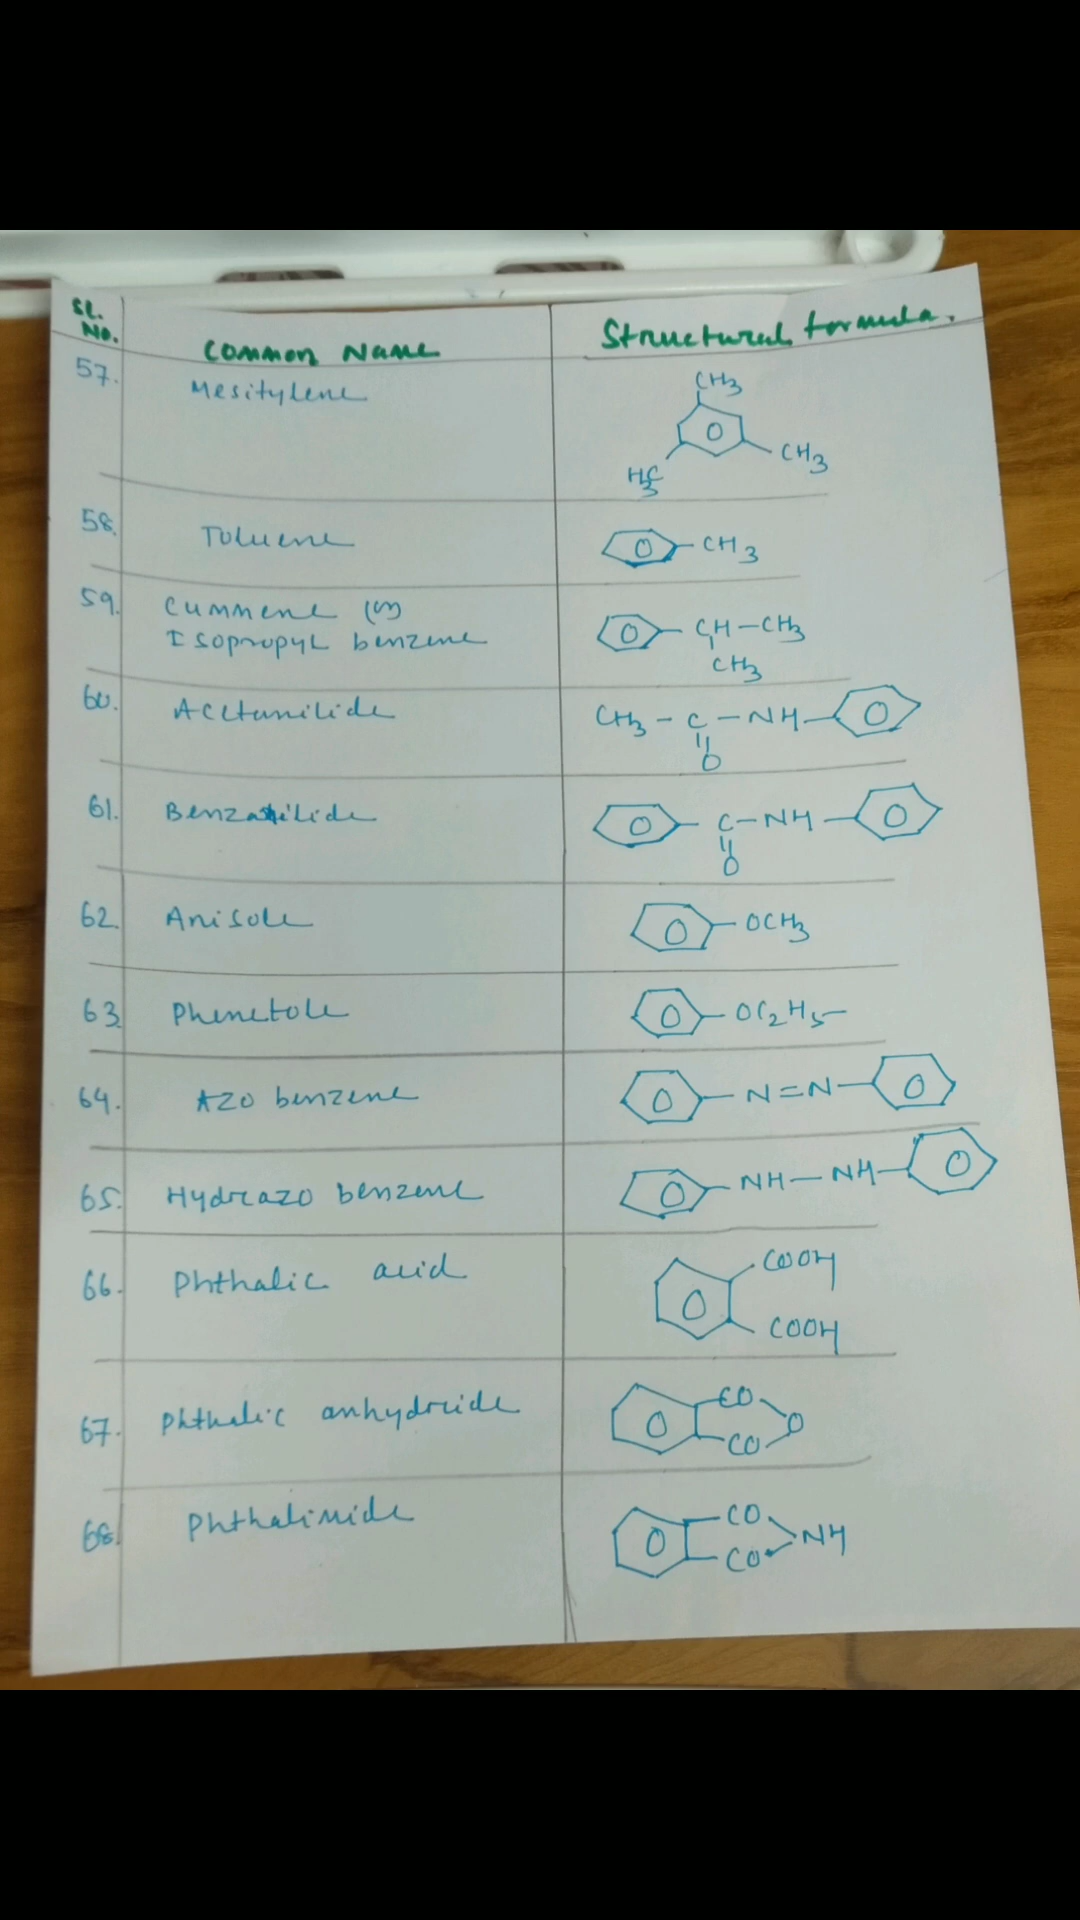 Sl.
No.
Common Name
Structural formula.
57.
Mesitylene
CH3
CH3
H3C
58.
Toluene
CH3
59.
Cummene (or)
Isopropyl benzene
CH-CH3
CH3
60.
Acetanilide
CH3-C-NH
O
61.
Benzanilide
C-NH
O
62.
Anisole
OCH3
63.
Phenetole
OC2H5
64.
Azo benzene
N=N
65.
Hydrazo benzene
NH-NH
66.
Phthalic acid
COOH
COOH
67.
Phthalic anhydride
CO
O
CO
68.
Phthalimide
CO
NH
CO